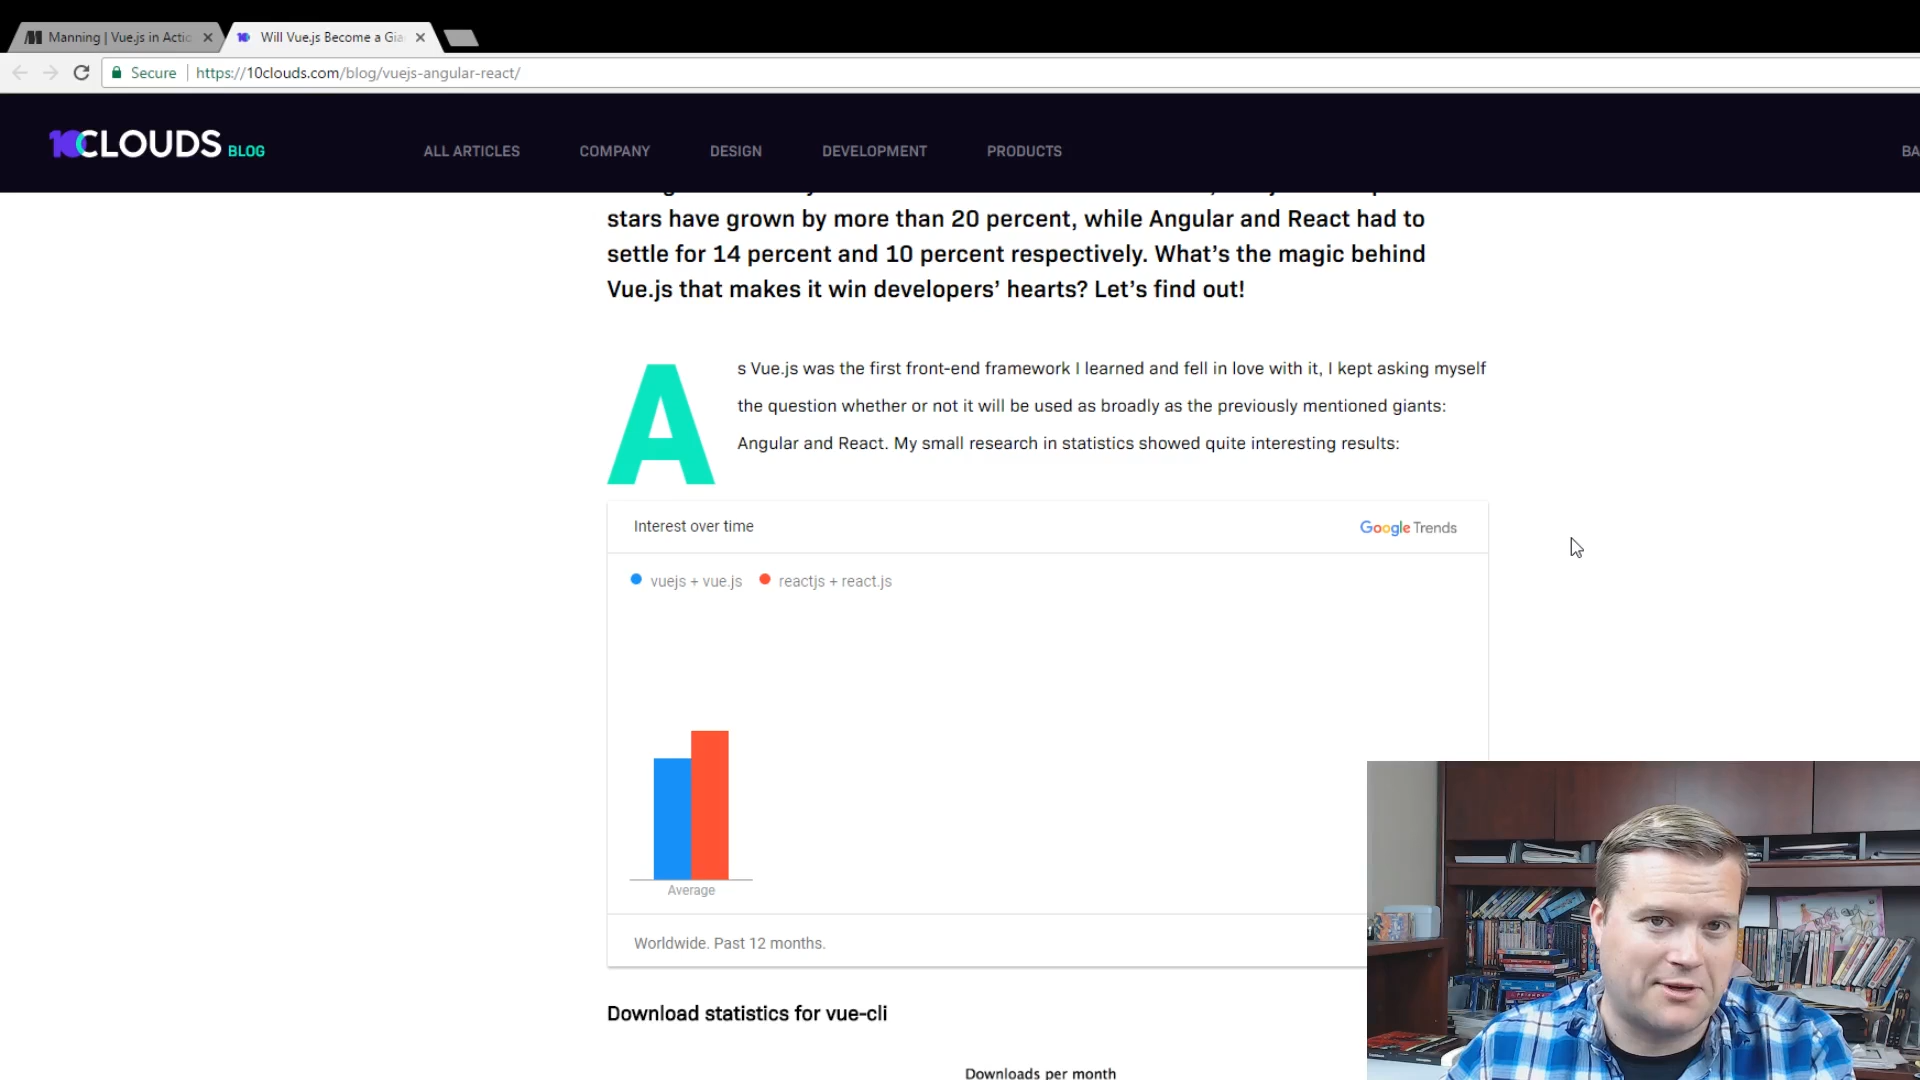 Manning | Vue.js in Actio
Will Vue.js Become a Gia
Secure https://10clouds.com/blog/vuejs-angular-react/
10CLOUDS BLOG ALL ARTICLES COMPANY DESIGN DEVELOPMENT PRODUCTS BA
stars have grown by more than 20 percent, while Angular and React had to
settle for 14 percent and 10 percent respectively. What’s the magic behind
Vue.js that makes it win developers’ hearts? Let’s find out!
As Vue.js was the first front-end framework I learned and fell in love with it, I kept asking myself
the question whether or not it will be used as broadly as the previously mentioned giants:
Angular and React. My small research in statistics showed quite interesting results:
Interest over time Google Trends
vuejs + vue.js reactjs + react.js
Average
Worldwide. Past 12 months.
Download statistics for vue-cli
Downloads per month